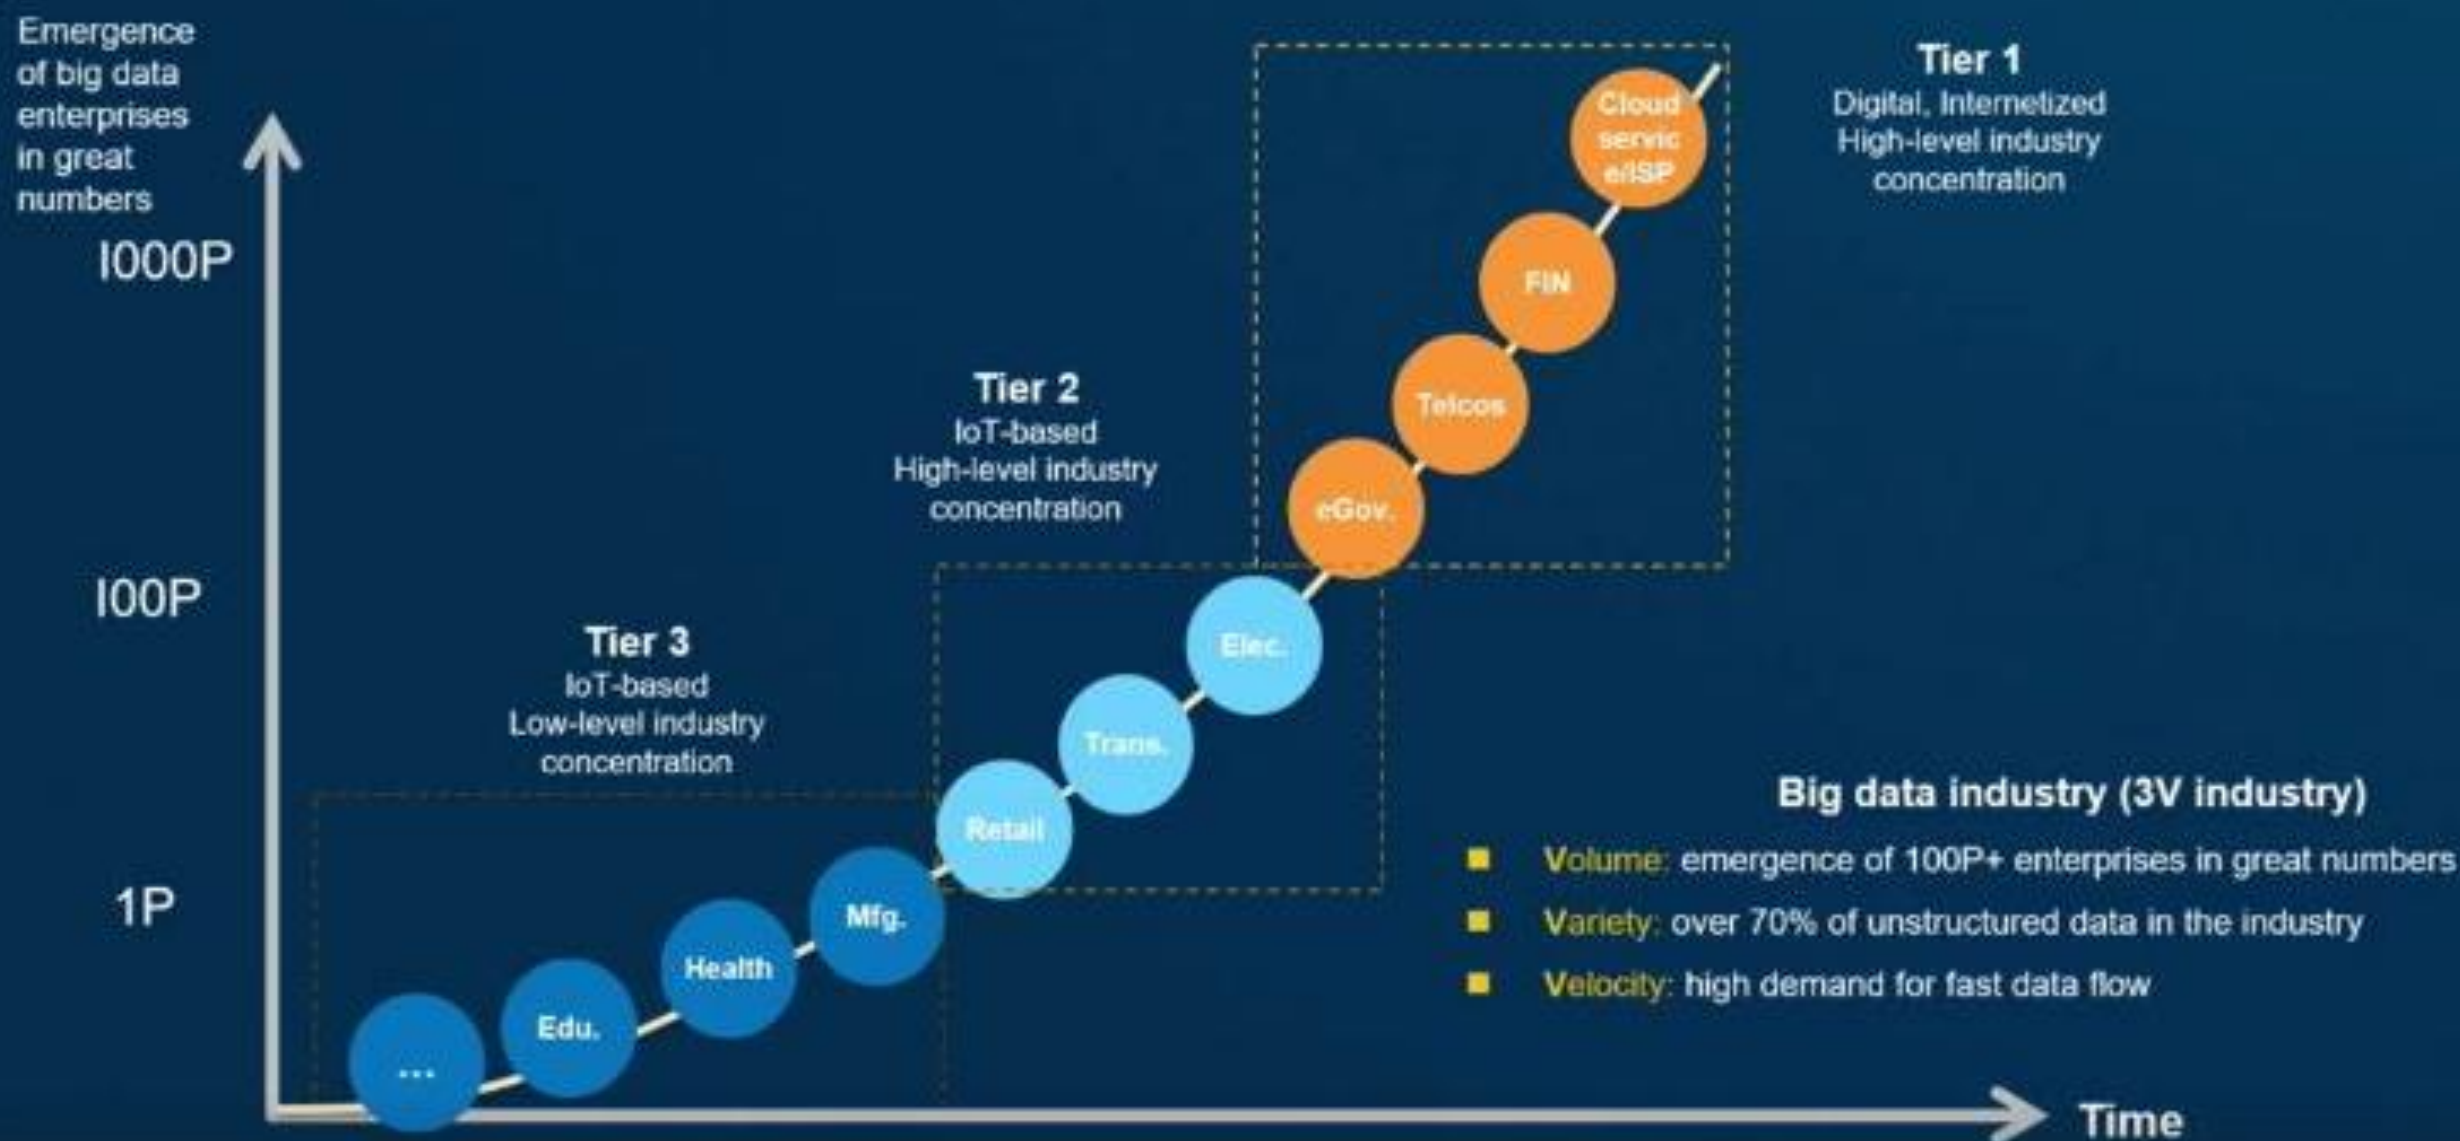 Emergence
of big data
enterprises
in great
numbers
I000P
I00P
1P
Tier 1
Digital, Internetized
High-level industry
concentration
Tier 2
IoT-based
High-level industry
concentration
Tier 3
IoT-based
Low-level industry
concentration
Cloud
servic
e/ISP
FIN
Telcos
eGov.
Elec.
Trans.
Retail
Mfg.
Health
Edu.
...
Big data industry (3V industry)
Volume: emergence of 100P+ enterprises in great numbers
Variety: over 70% of unstructured data in the industry
Velocity: high demand for fast data flow
Time